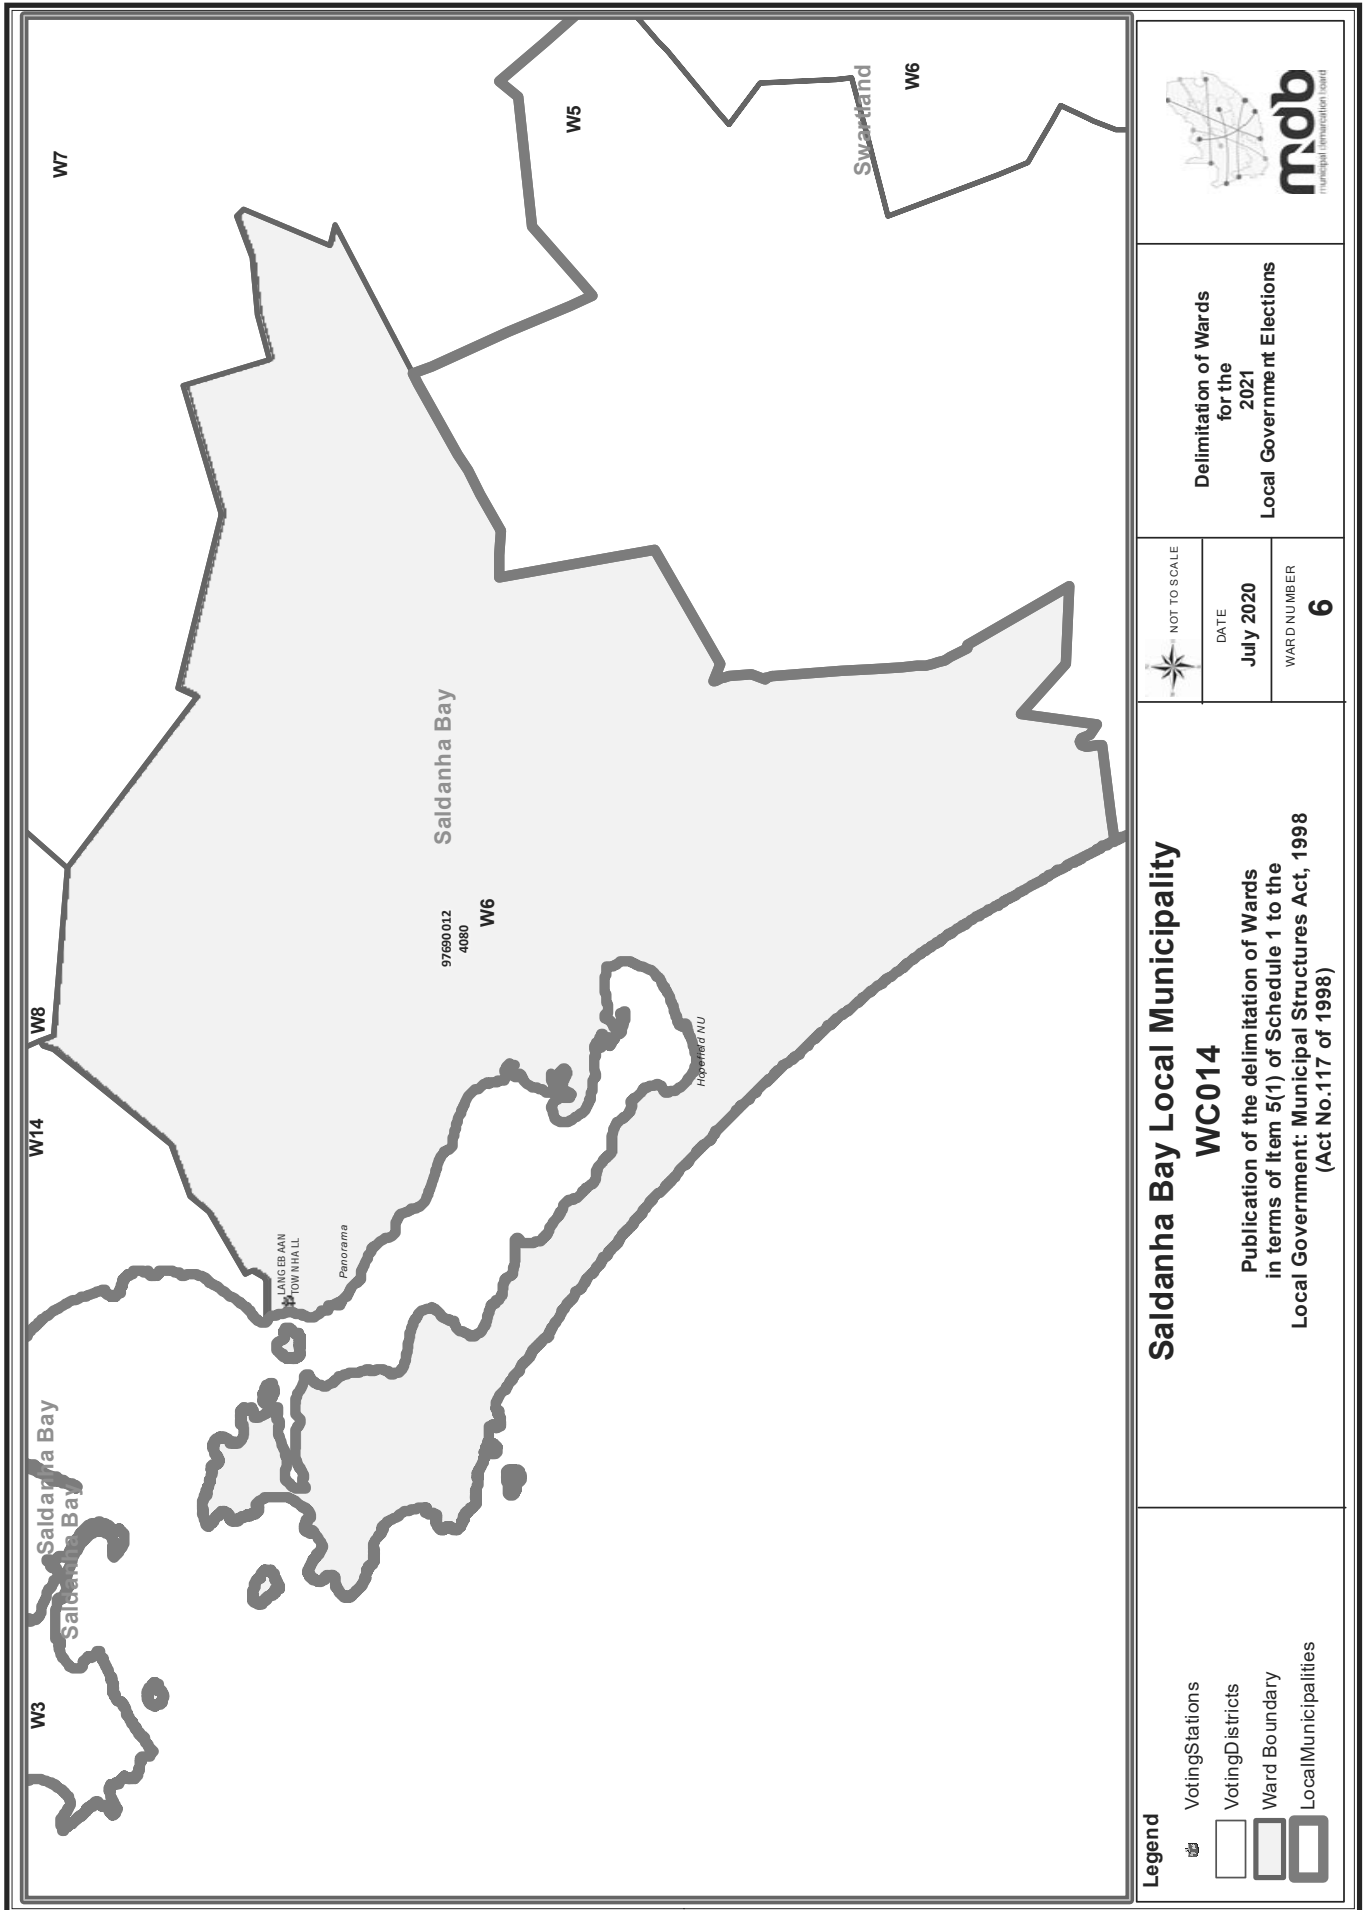 W7
W5
W6
Swartland
W8
W14
W3
Saldanha Bay
97690012
4080
W6
LANGEBAAN
TOWN HALL
Panorama
Hopefield NU
Saldanha Bay
Saldanha Bay
Legend
VotingStations
VotingDistricts
Ward Boundary
LocalMunicipalities
Saldanha Bay Local Municipality
WC014
Publication of the delimitation of Wards
in terms of Item 5(1) of Schedule 1 to the
Local Government: Municipal Structures Act, 1998
(Act No.117 of 1998)
NOT TO SCALE
DATE
July 2020
WARD NUMBER
6
Delimitation of Wards
for the
2021
Local Government Elections
mdb
municipal demarcation board